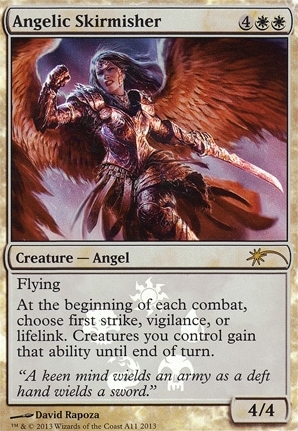 Angelic Skirmisher 4
Creature — Angel
Flying
At the beginning of each combat,
choose first strike, vigilance, or
lifelink. Creatures you control gain
that ability until end of turn.
“A keen mind wields an army as a deft
hand wields a sword.”
David Rapoza
™ & © 2013 Wizards of the Coast A11 2013
4/4